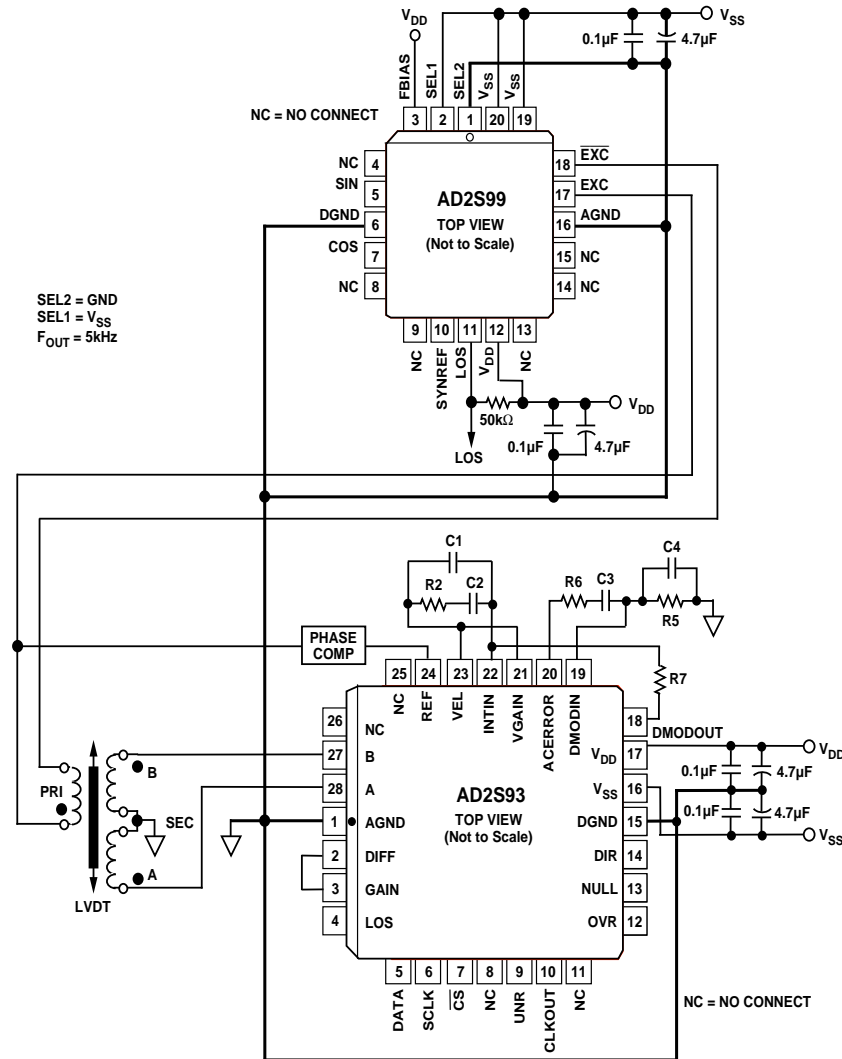 VDD
VSS
0.1µF
4.7µF
FBIAS
SEL1
SEL2
VSS
VSS
NC = NO CONNECT
3
2
1
20
19
NC
4
SIN
5
DGND
6
COS
7
NC
8
AD2S99
TOP VIEW
(Not to Scale)
18
EXC
17
EXC
16
AGND
15
NC
14
NC
9
10
11
12
13
NC
SYNREF
LOS
VDD
NC
SEL2 = GND
SEL1 = VSS
FOUT = 5kHz
50kΩ
VDD
0.1µF
4.7µF
LOS
C1
R2
C2
R6
C3
C4
R5
PHASE
COMP
R7
25
24
23
22
21
20
19
NC
REF
VEL
INTIN
VGAIN
ACERROR
DMODIN
26
NC
27
B
28
A
1
AGND
2
DIFF
3
GAIN
4
LOS
AD2S93
TOP VIEW
(Not to Scale)
18
DMODOUT
VDD
17
VSS
16
DGND
15
DIR
14
NULL
13
OVR
12
VDD
0.1µF
4.7µF
0.1µF
4.7µF
VSS
PRI
B
SEC
A
LVDT
5
6
7
8
9
10
11
DATA
SCLK
CS
NC
UNR
CLKOUT
NC
NC = NO CONNECT